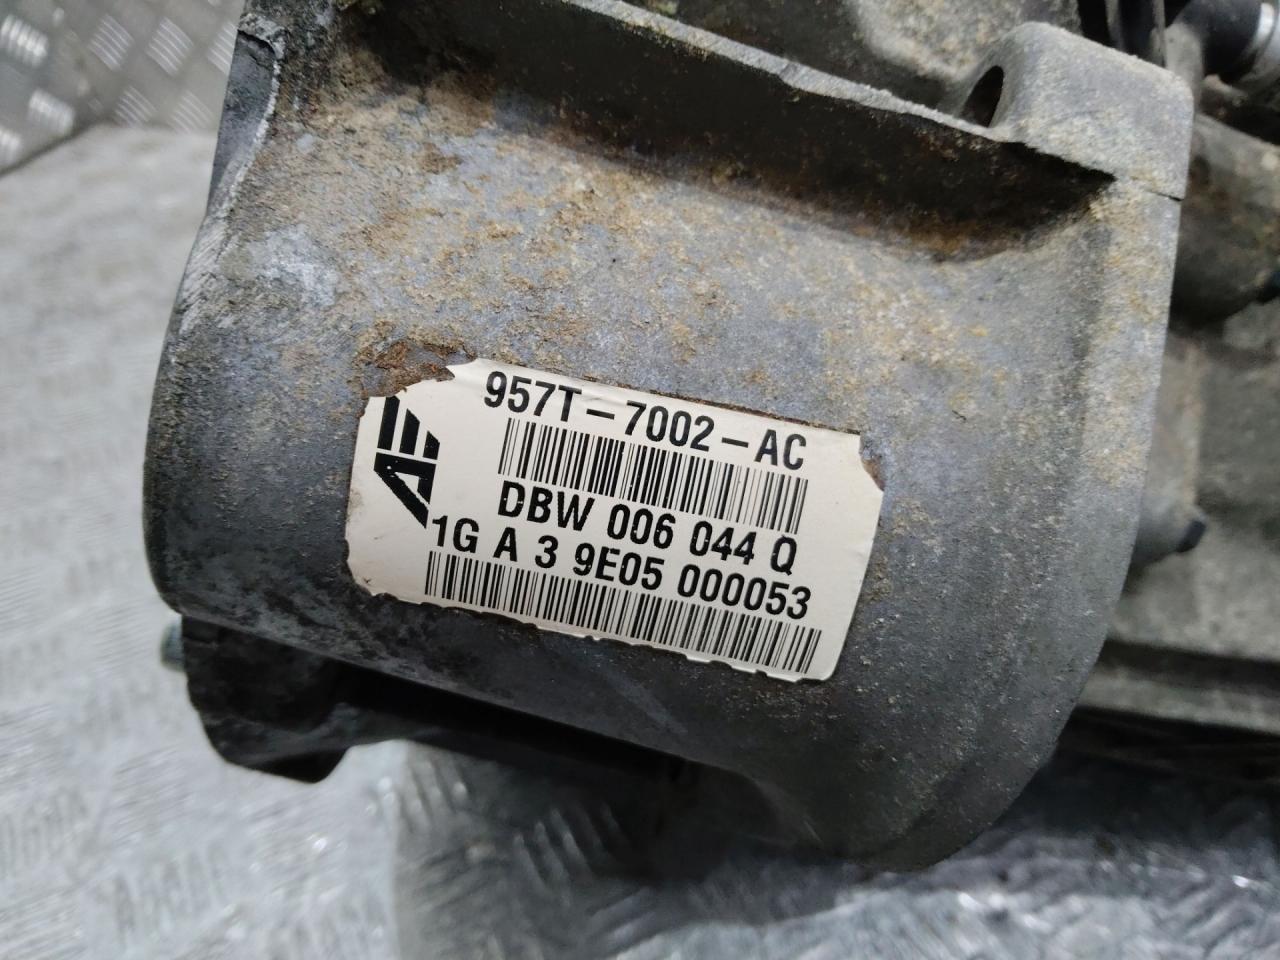 957T-7002-AC
DBW 006 044 Q
1G A 3 9E05 000053